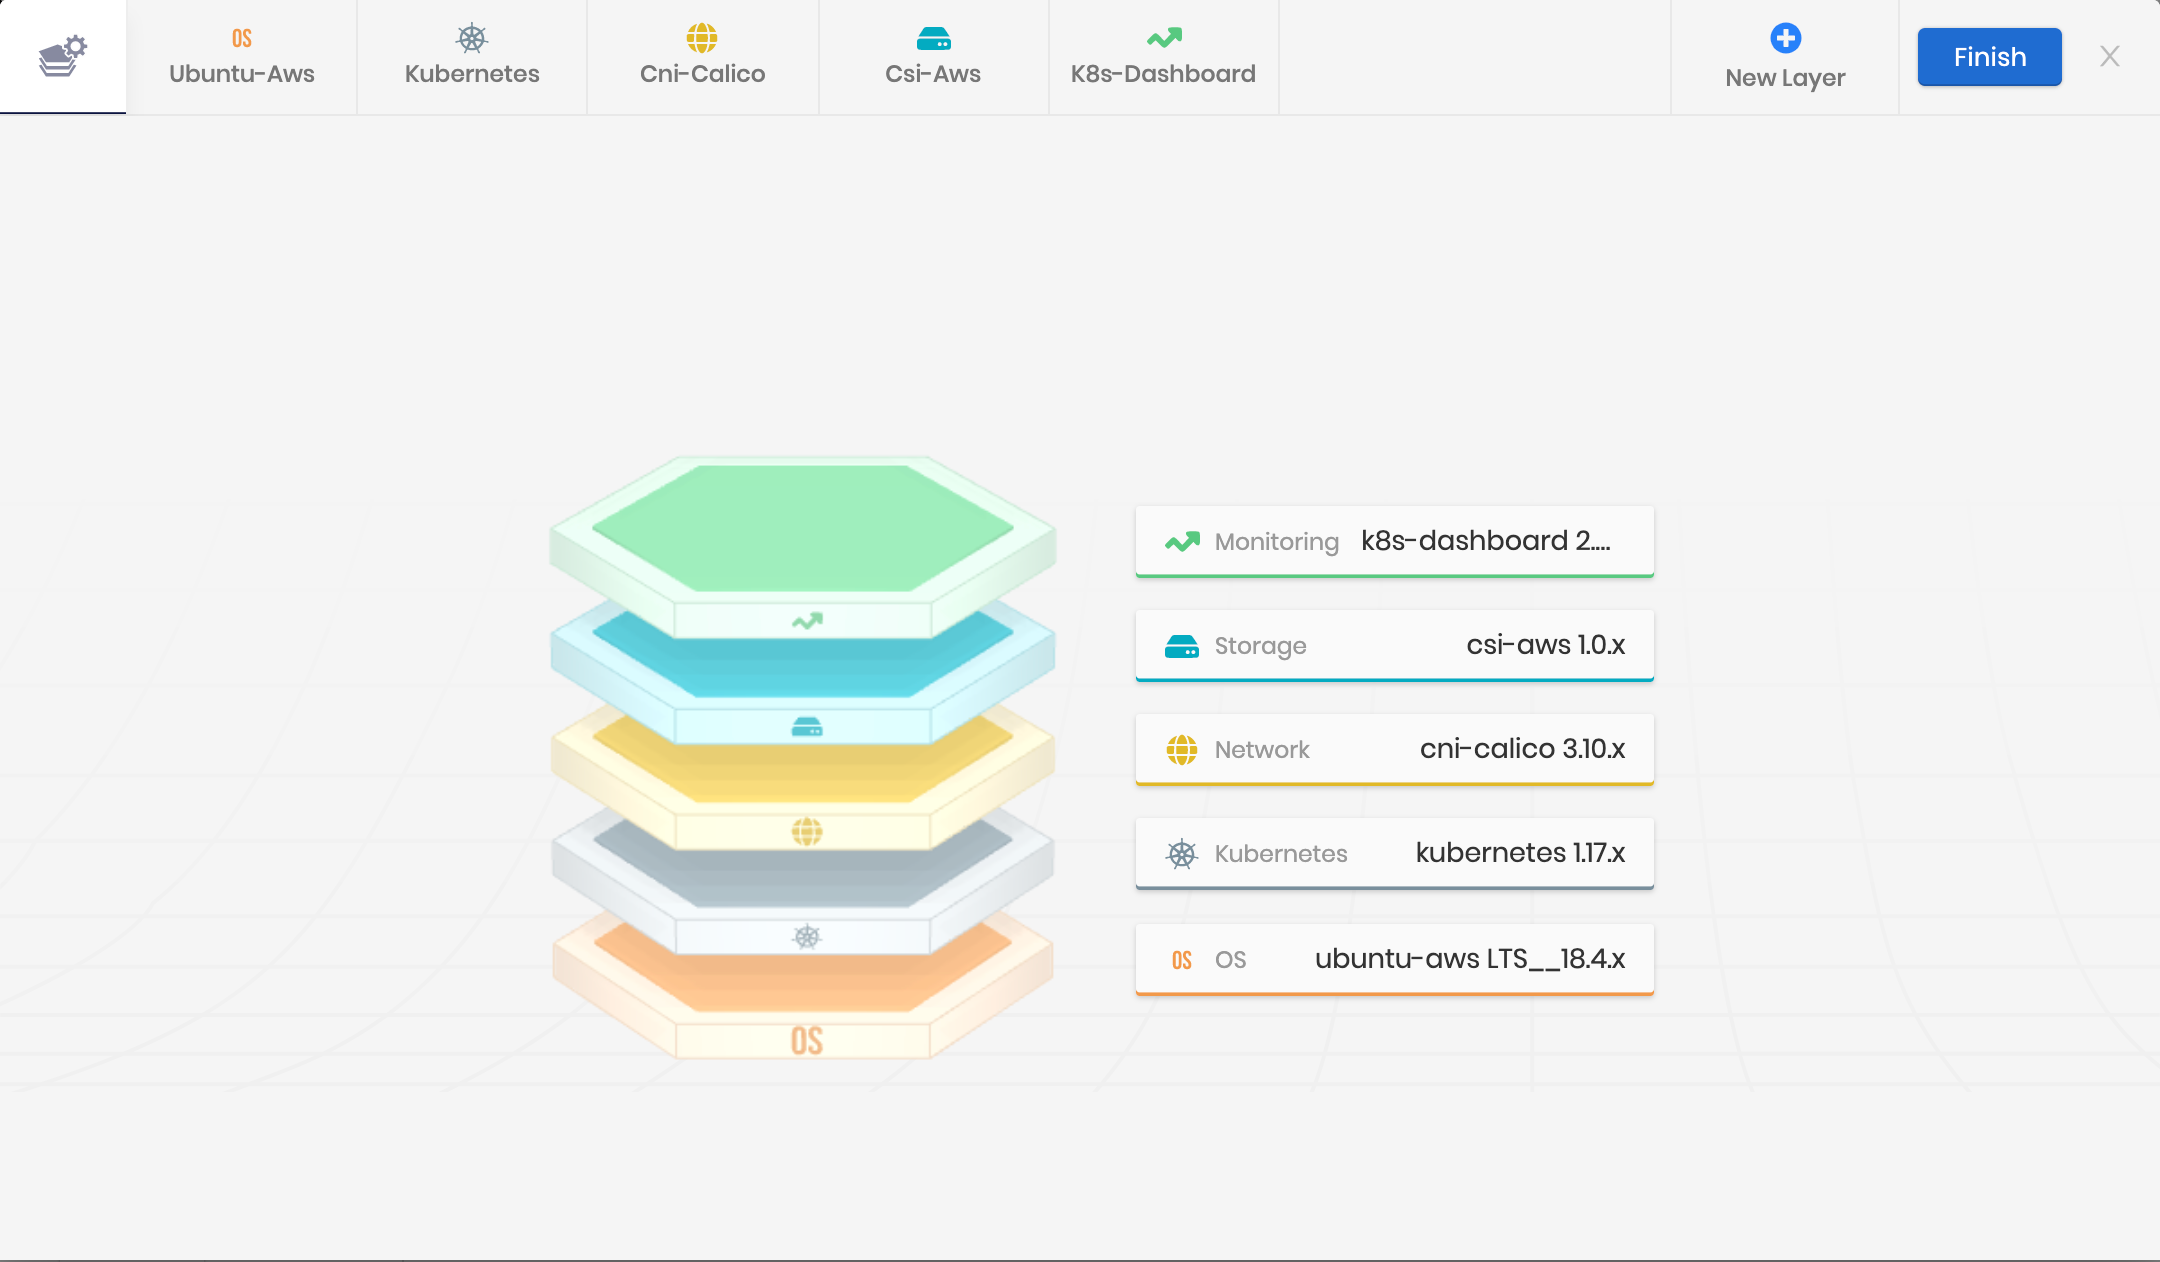 OS
Ubuntu-Aws
Kubernetes
Cni-Calico
Csi-Aws
K8s-Dashboard
New Layer
Finish
X
Monitoring k8s-dashboard 2....
Storage csi-aws 1.0.x
Network cni-calico 3.10.x
Kubernetes kubernetes 1.17.x
OS OS ubuntu-aws LTS__18.4.x
OS